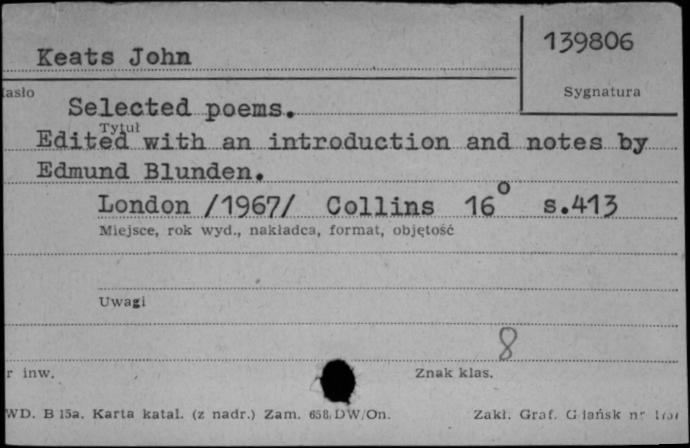 Keats John
139806
asło
Sygnatura
Selected poems.
Tytuł
Edited with an introduction and notes by
Edmund Blunden.
London /1967/ Collins 16° s.413
Miejsce, rok wyd., nakładca, format, objętość
Uwagi
8
r inw.
Znak klas.
WD. B 15a. Karta katal. (z nadr.) Zam. 658/DW/On.
Zakł. Graf. Gdańsk nr